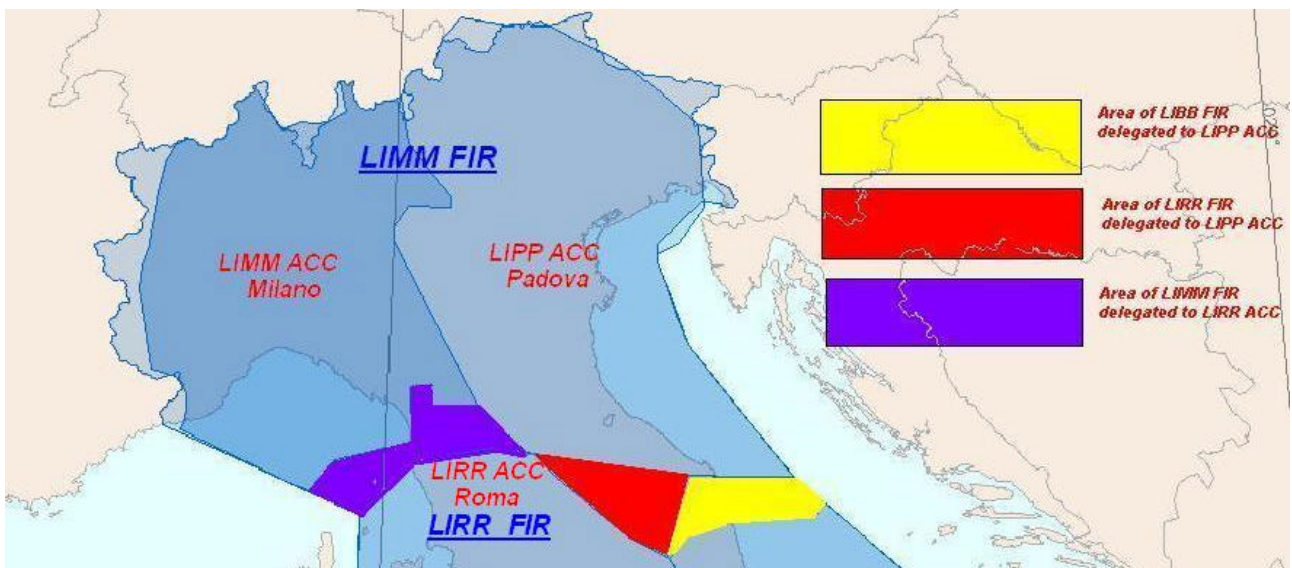 Area of LIBB FIR
delegated to LIPP ACC
LIMM FIR
Area of LIRR FIR
delegated to LIPP ACC
LIMM ACC
Milano
LIPP ACC
Padova
Area of LIMM FIR
delegated to LIRR ACC
LIRR ACC
Roma
LIRR FIR